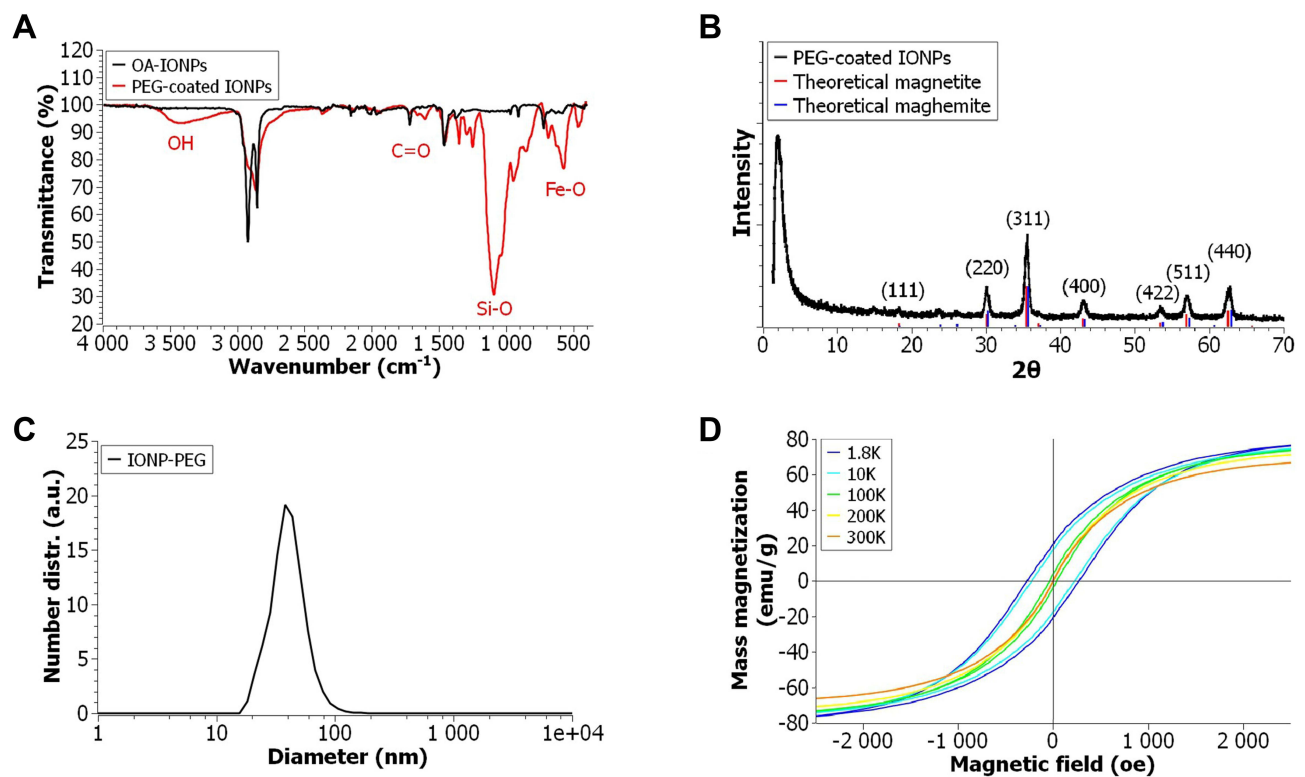 A
120
110
100
90
80
70
60
50
40
30
20
Transmittance (%)
OA-IONPs
PEG-coated IONPs
OH
C=O
Si-O
Fe-O
4 000 3 500 3 000 2 500 2 000 1 500 1 000 500
Wavenumber (cm-1)
B
Intensity
PEG-coated IONPs
Theoretical magnetite
Theoretical maghemite
(111)
(220)
(311)
(400)
(422)
(511)
(440)
0 10 20 30 40 50 60 70
2θ
C
25
20
15
10
5
0
Number distr. (a.u.)
IONP-PEG
1 10 100 1 000 1e+04
Diameter (nm)
D
80
60
40
20
0
-20
-40
-60
-80
Mass magnetization
(emu/g)
1.8K
10K
100K
200K
300K
-2 000 -1 000 0 1 000 2 000
Magnetic field (oe)